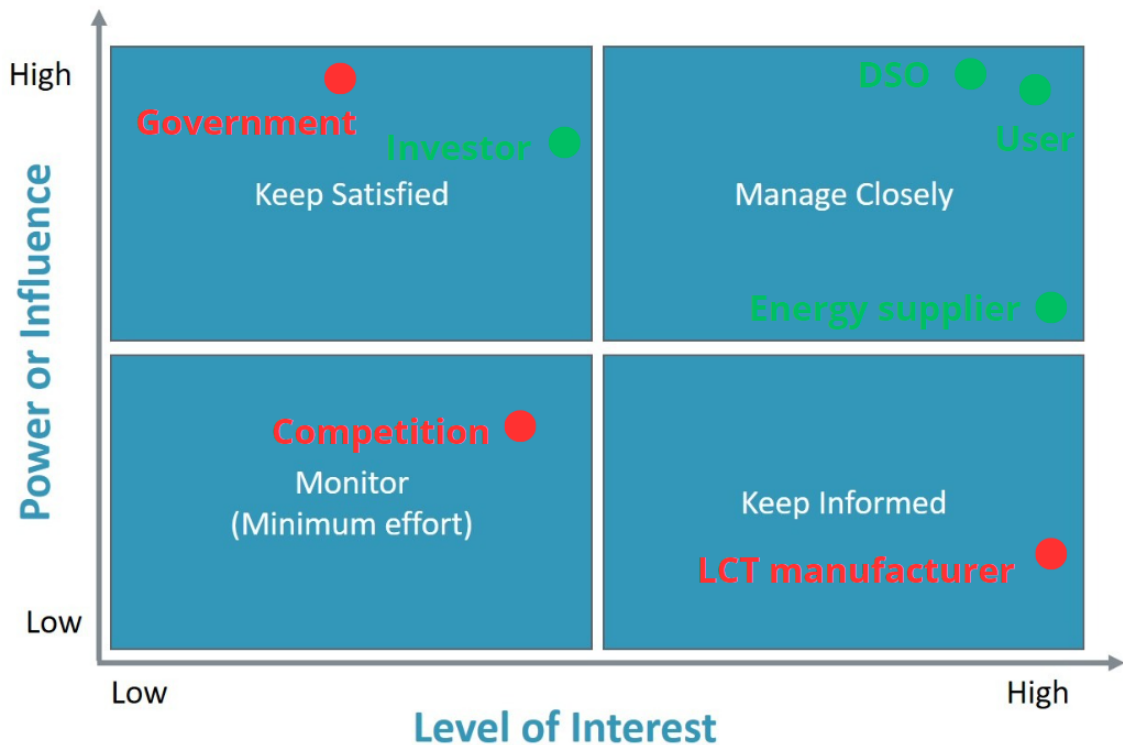 High
DSO
Government
Investor
User
Keep Satisfied
Manage Closely
Power or Influence
Energy supplier
Competition
Monitor
(Minimum effort)
Keep Informed
LCT manufacturer
Low
Low
High
Level of Interest